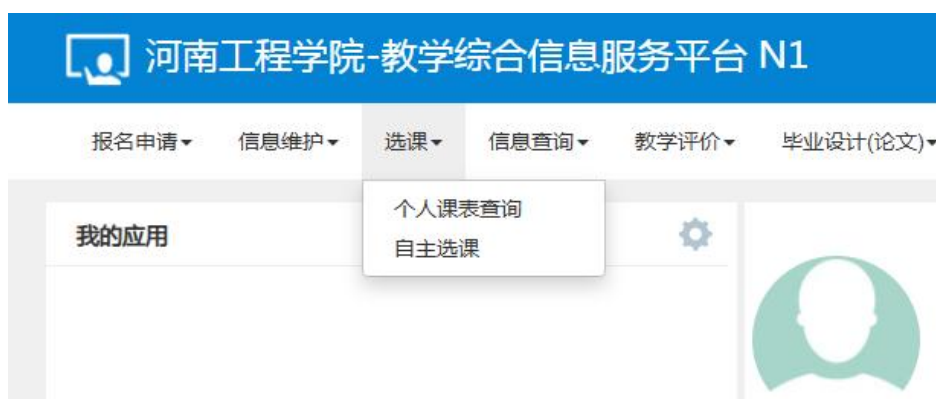 河南工程学院-教学综合信息服务平台 N1
报名申请 信息维护 选课 信息查询 教学评价 毕业设计(论文)
个人课表查询
我的应用
自主选课